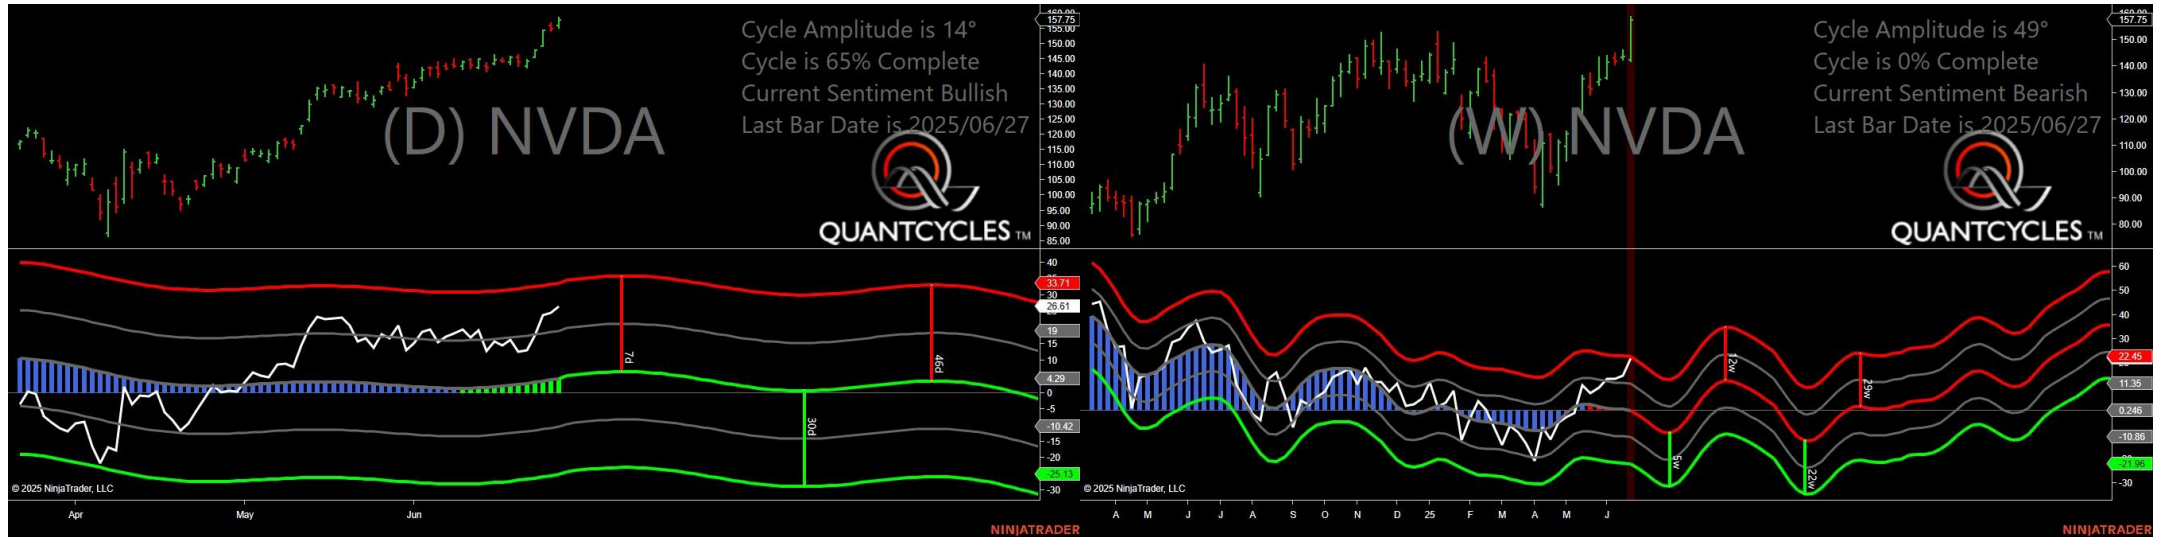 Cycle Amplitude is 14°
Cycle is 65% Complete
Current Sentiment Bullish
Last Bar Date is 2025/06/27
(D) NVDA
QUANTCYCLES TM
157.75
155.00
150.00
145.00
140.00
135.00
130.00
125.00
120.00
115.00
110.00
105.00
100.00
95.00
90.00
85.00
40
33.71
30
26.61
19
15
10
4.29
0
-5
-10.42
-15
-20
-25.13
-30
7d
30d
46d
© 2025 NinjaTrader, LLC
Apr May Jun
NINJATRADER
Cycle Amplitude is 49°
Cycle is 0% Complete
Current Sentiment Bearish
Last Bar Date is 2025/06/27
(W) NVDA
QUANTCYCLES TM
157.75
150.00
140.00
130.00
120.00
110.00
100.00
90.00
80.00
60
50
40
30
22.45
11.35
0.246
-10.86
-21.96
-30
5w
12w
22w
29w
© 2025 NinjaTrader, LLC
A M J J A S O N D 25 F M A M J
NINJATRADER